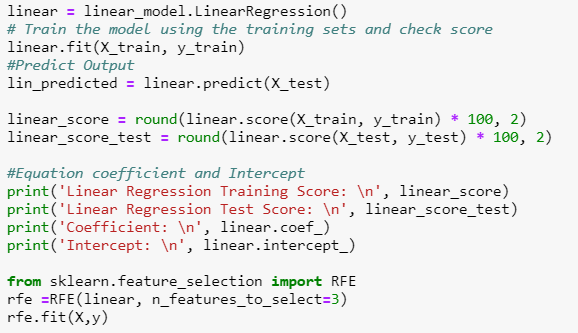 linear = linear_model.LinearRegression()
# Train the model using the training sets and check score
linear.fit(X_train, y_train)
#Predict Output
lin_predicted = linear.predict(X_test)
linear_score = round(linear.score(X_train, y_train) * 100, 2)
linear_score_test = round(linear.score(X_test, y_test) * 100, 2)
#Equation coefficient and Intercept
print('Linear Regression Training Score: \n', linear_score)
print('Linear Regression Test Score: \n', linear_score_test)
print('Coefficient: \n', linear.coef_)
print('Intercept: \n', linear.intercept_)
from sklearn.feature_selection import RFE
rfe =RFE(linear, n_features_to_select=3)
rfe.fit(X,y)